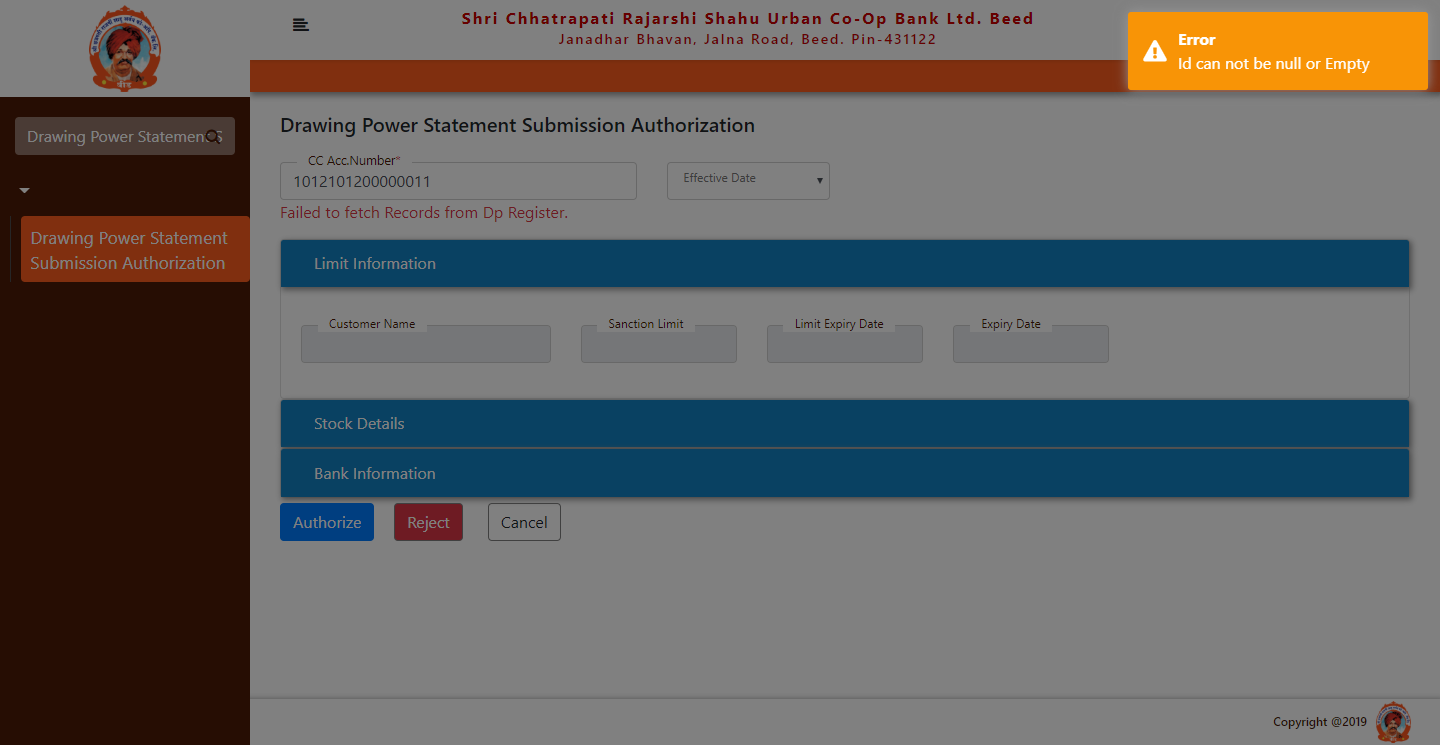 Shri Chhatrapati Rajarshi Shahu Urban Co-Op Bank Ltd. Beed
Janadhar Bhavan, Jalna Road, Beed. Pin-431122
Error
Id can not be null or Empty
Drawing Power Statement S
Drawing Power Statement
Submission Authorization
Drawing Power Statement Submission Authorization
CC Acc.Number*
1012101200000011
Effective Date
Failed to fetch Records from Dp Register.
Limit Information
Customer Name
Sanction Limit
Limit Expiry Date
Expiry Date
Stock Details
Bank Information
Authorize
Reject
Cancel
Copyright @2019